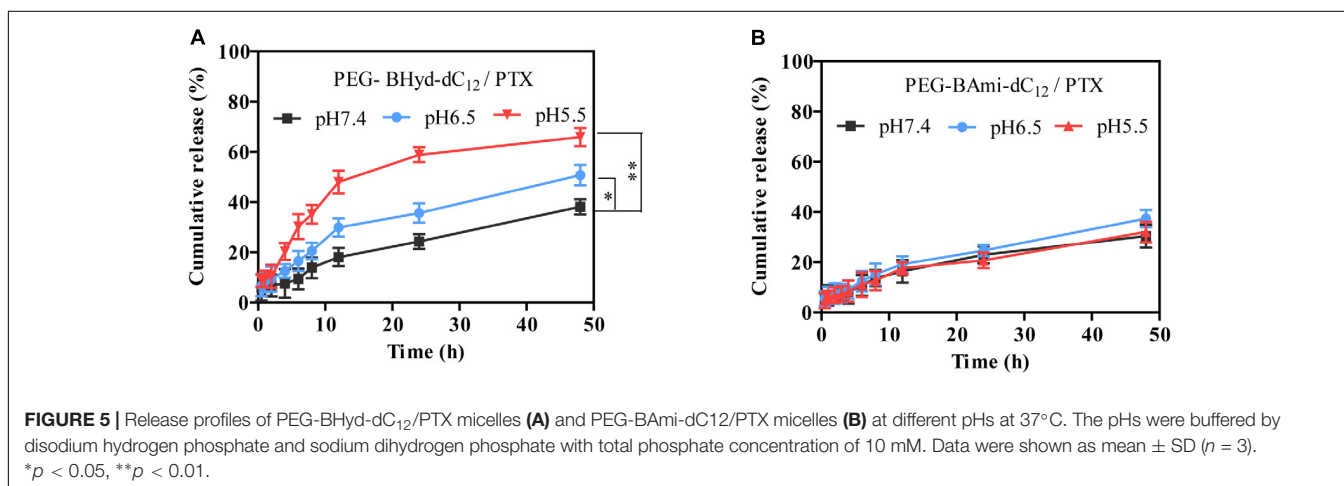 A
PEG- BHyd-dC12 / PTX
pH7.4 pH6.5 pH5.5
Cumulative release (%)
100
80
60
40
20
0
0 10 20 30 40 50
Time (h)
*
**
B
PEG-BAmi-dC12 / PTX
pH7.4 pH6.5 pH5.5
Cumulative release (%)
100
80
60
40
20
0
0 10 20 30 40 50
Time (h)
FIGURE 5 | Release profiles of PEG-BHyd-dC12/PTX micelles (A) and PEG-BAmi-dC12/PTX micelles (B) at different pHs at 37°C. The pHs were buffered by
disodium hydrogen phosphate and sodium dihydrogen phosphate with total phosphate concentration of 10 mM. Data were shown as mean ± SD (n = 3).
*p < 0.05, **p < 0.01.